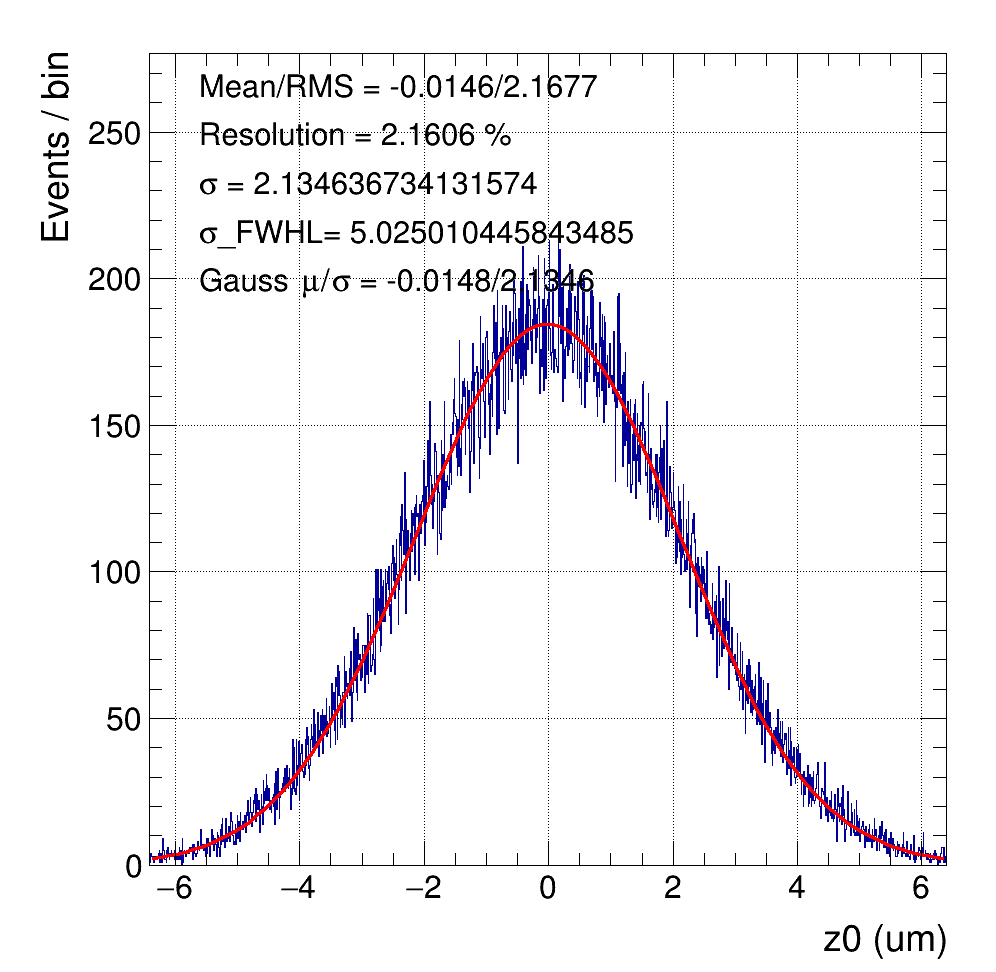 Events / bin
Mean/RMS = -0.0146/2.1677
Resolution = 2.1606 %
σ = 2.134636734131574
σ_FWHL= 5.025010445843485
Gauss μ/σ = -0.0148/2.1346
250
200
150
100
50
0
−6 −4 −2 0 2 4 6
z0 (um)